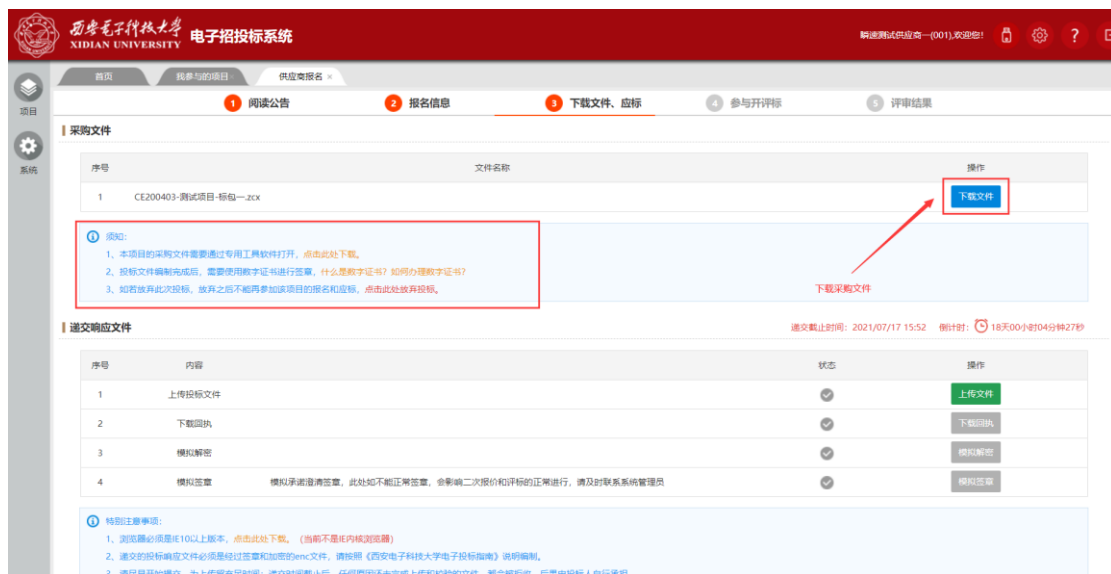 西安电子科技大学
XIDIAN UNIVERSITY
电子招投标系统
瞬速测试供应商一(001),欢迎您!
?
首页
我参与的项目 ×
供应商报名 ×
项目
系统
1 阅读公告
2 报名信息
3 下载文件、应标
4 参与开评标
5 评审结果
采购文件
序号 文件名称 操作
1 CE200403-测试项目-标包一.zcx 下载文件
须知:
1、本项目的采购文件需要通过专用工具软件打开,点击此处下载。
2、投标文件编制完成后,需要使用数字证书进行签章,什么是数字证书?如何办理数字证书?
3、如若放弃此次投标,放弃之后不能再参加该项目的报名和应标,点击此处放弃投标。
下载采购文件
递交响应文件
递交截止时间:2021/07/17 15:52 倒计时: 18天00小时04分钟27秒
序号 内容 状态 操作
1 上传投标文件 上传文件
2 下载回执 下载回执
3 模拟解密 模拟解密
4 模拟签章 模拟承诺澄清签章,此处如不能正常签章,会影响二次报价和评标的正常进行,请及时联系系统管理员 模拟签章
特别注意事项:
1、浏览器必须是IE10以上版本,点击此处下载。 (当前不是IE内核浏览器)
2、递交的投标响应文件必须是经过签章和加密的enc文件,请按照《西安电子科技大学电子投标指南》说明编制。